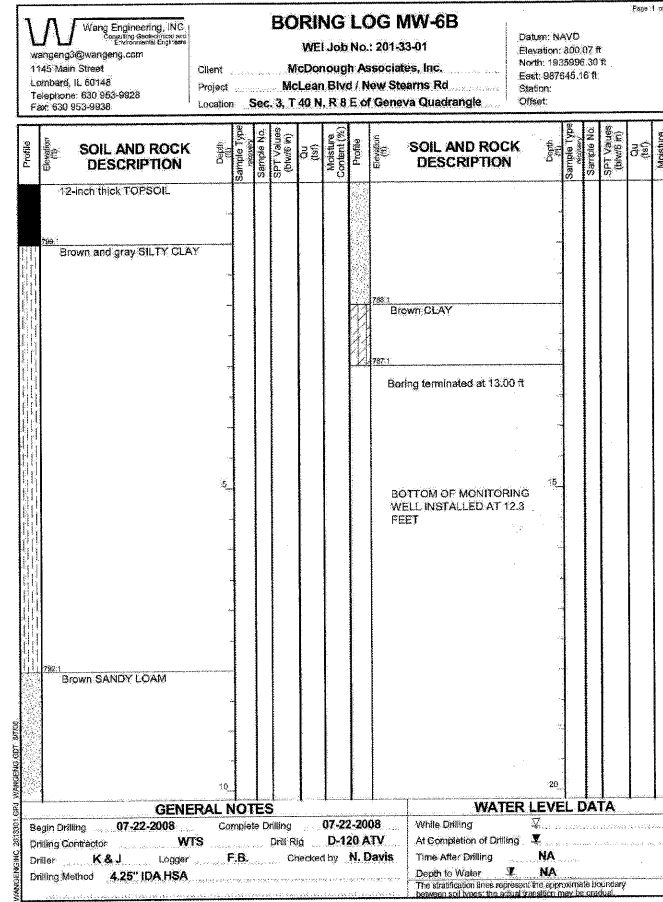 Page 1 of
Wang Engineering, INC
Consulting Geotechnical and
Environmental Engineers
wangeng3@wangeng.com
1145 Main Street
Lombard, IL 60148
Telephone: 630 953-9928
Fax: 630 953-9938
BORING LOG MW-6B
WEI Job No.: 201-33-01
Client McDonough Associates, Inc.
Project McLean Blvd / New Stearns Rd
Location Sec. 3, T 40 N, R 8 E of Geneva Quadrangle
Datum: NAVD
Elevation: 800.07 ft
North: 1935996.30 ft
East: 987645.16 ft
Station:
Offset:
Profile
Elevation (ft)
SOIL AND ROCK
DESCRIPTION
Depth (ft)
Sample Type
recovery
Sample No.
SPT Values
(blw/6 in)
Qu
(tsf)
Moisture
Content (%)
Profile
Elevation (ft)
SOIL AND ROCK
DESCRIPTION
Depth (ft)
Sample Type
recovery
Sample No.
SPT Values
(blw/6 in)
Qu
(tsf)
Moisture
12-inch thick TOPSOIL
799.1
Brown and gray SILTY CLAY
5
792.1
Brown SANDY LOAM
10
788.1
Brown CLAY
787.1
Boring terminated at 13.00 ft
15
BOTTOM OF MONITORING
WELL INSTALLED AT 12.3
FEET
20
WANGENGINC 2013301.GPJ WANGENG.GDT 8/7/08
GENERAL NOTES
Begin Drilling 07-22-2008 Complete Drilling 07-22-2008
Drilling Contractor WTS Drill Rig D-120 ATV
Driller K & J Logger F.B. Checked by N. Davis
Drilling Method 4.25" IDA HSA
WATER LEVEL DATA
While Drilling
At Completion of Drilling
Time After Drilling NA
Depth to Water NA
The stratification lines represent the approximate boundary
between soil types; the actual transition may be gradual.